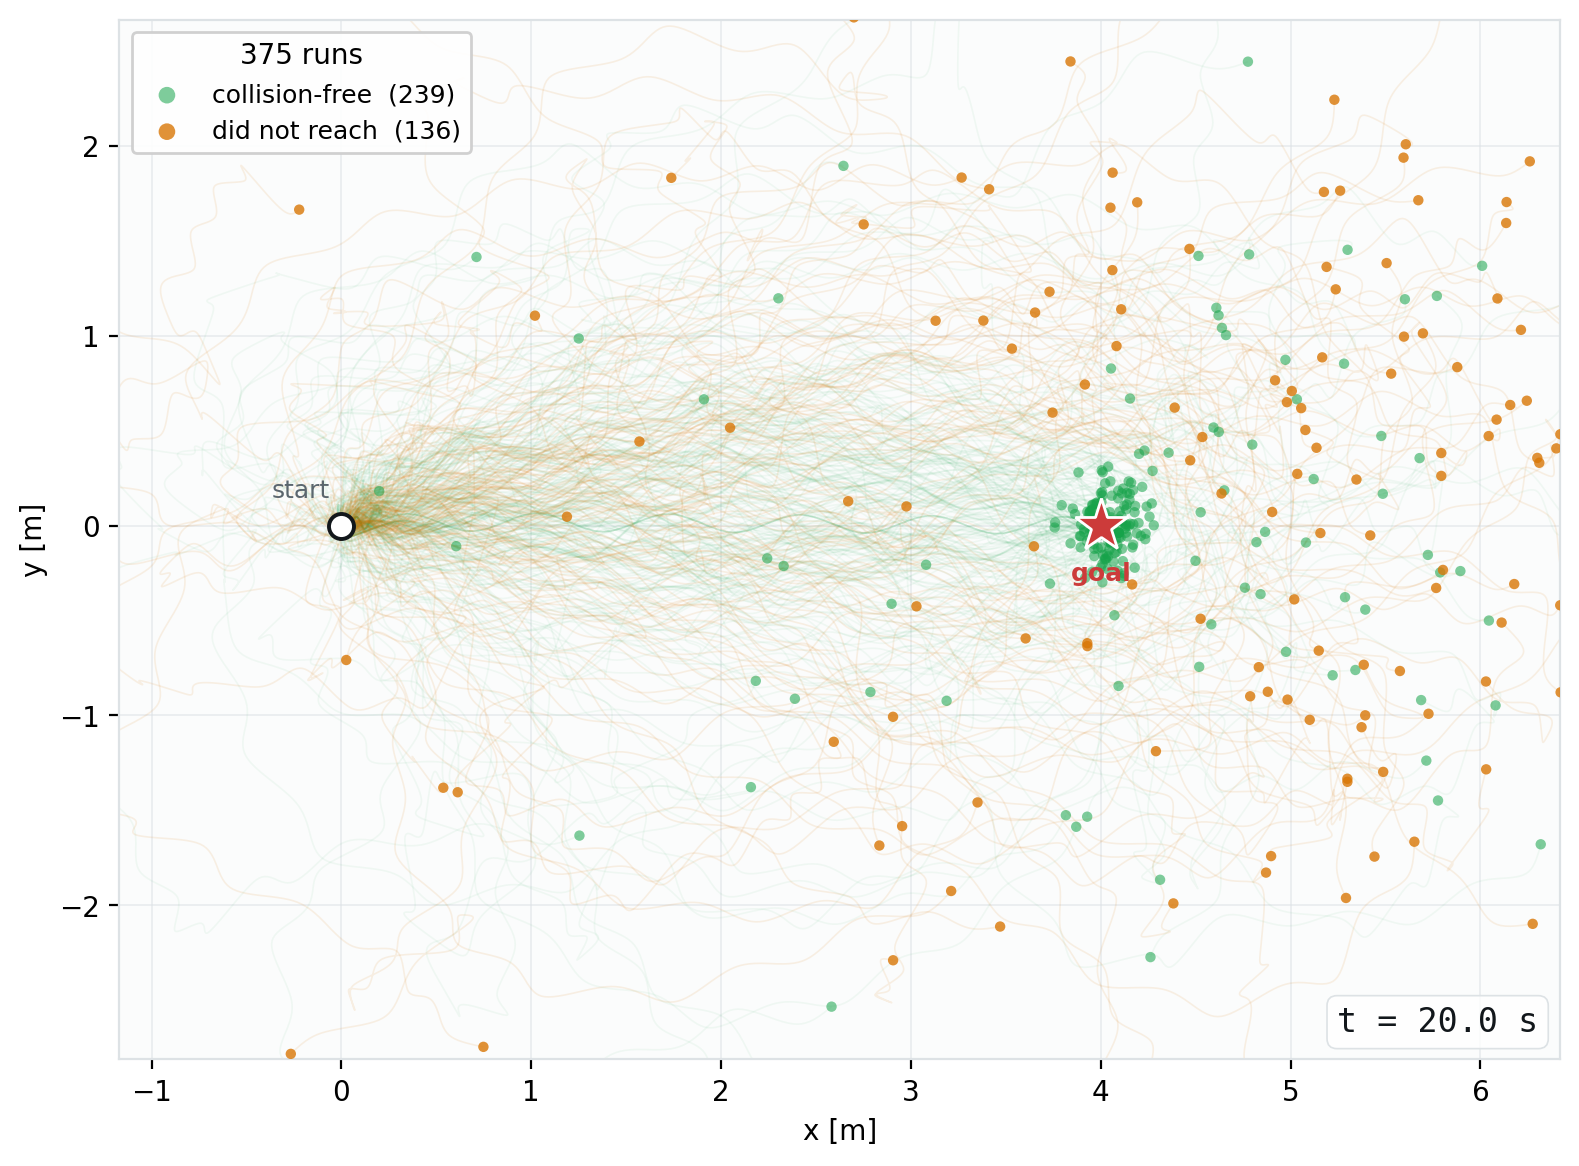 375 runs
collision-free (239)
did not reach (136)
2
1
0
−1
−2
y [m]
start
goal
t = 20.0 s
−1
0
1
2
3
4
5
6
x [m]